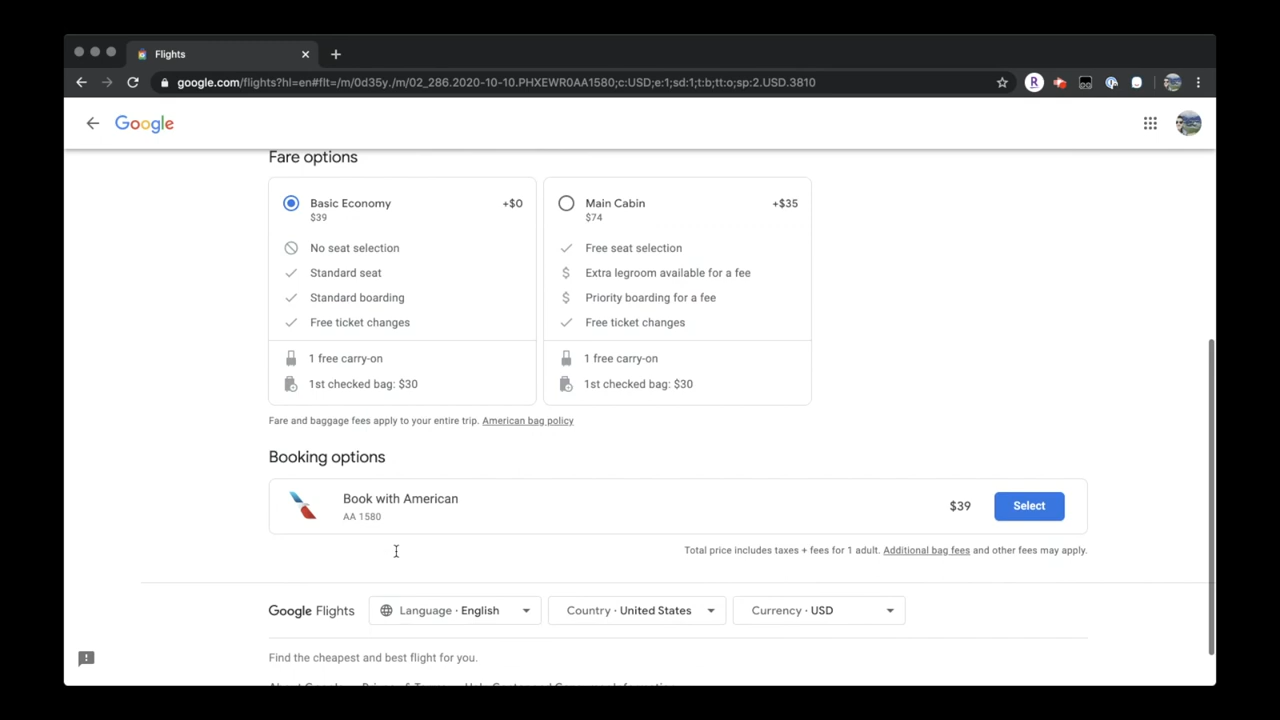 Flights
google.com/flights?hl=en#flt=/m/0d35y./m/02_286.2020-10-10.PHXEWR0AA1580;c:USD;e:1;sd:1;t:b;tt:o;sp:2.USD.3810
R
Google
Fare options
Basic Economy +$0
$39
No seat selection
Standard seat
Standard boarding
Free ticket changes
1 free carry-on
1st checked bag: $30
Main Cabin +$35
$74
Free seat selection
$ Extra legroom available for a fee
$ Priority boarding for a fee
Free ticket changes
1 free carry-on
1st checked bag: $30
Fare and baggage fees apply to your entire trip. American bag policy
Booking options
Book with American
AA 1580
$39 Select
Total price includes taxes + fees for 1 adult. Additional bag fees and other fees may apply.
Google Flights Language · English Country · United States Currency · USD
Find the cheapest and best flight for you.